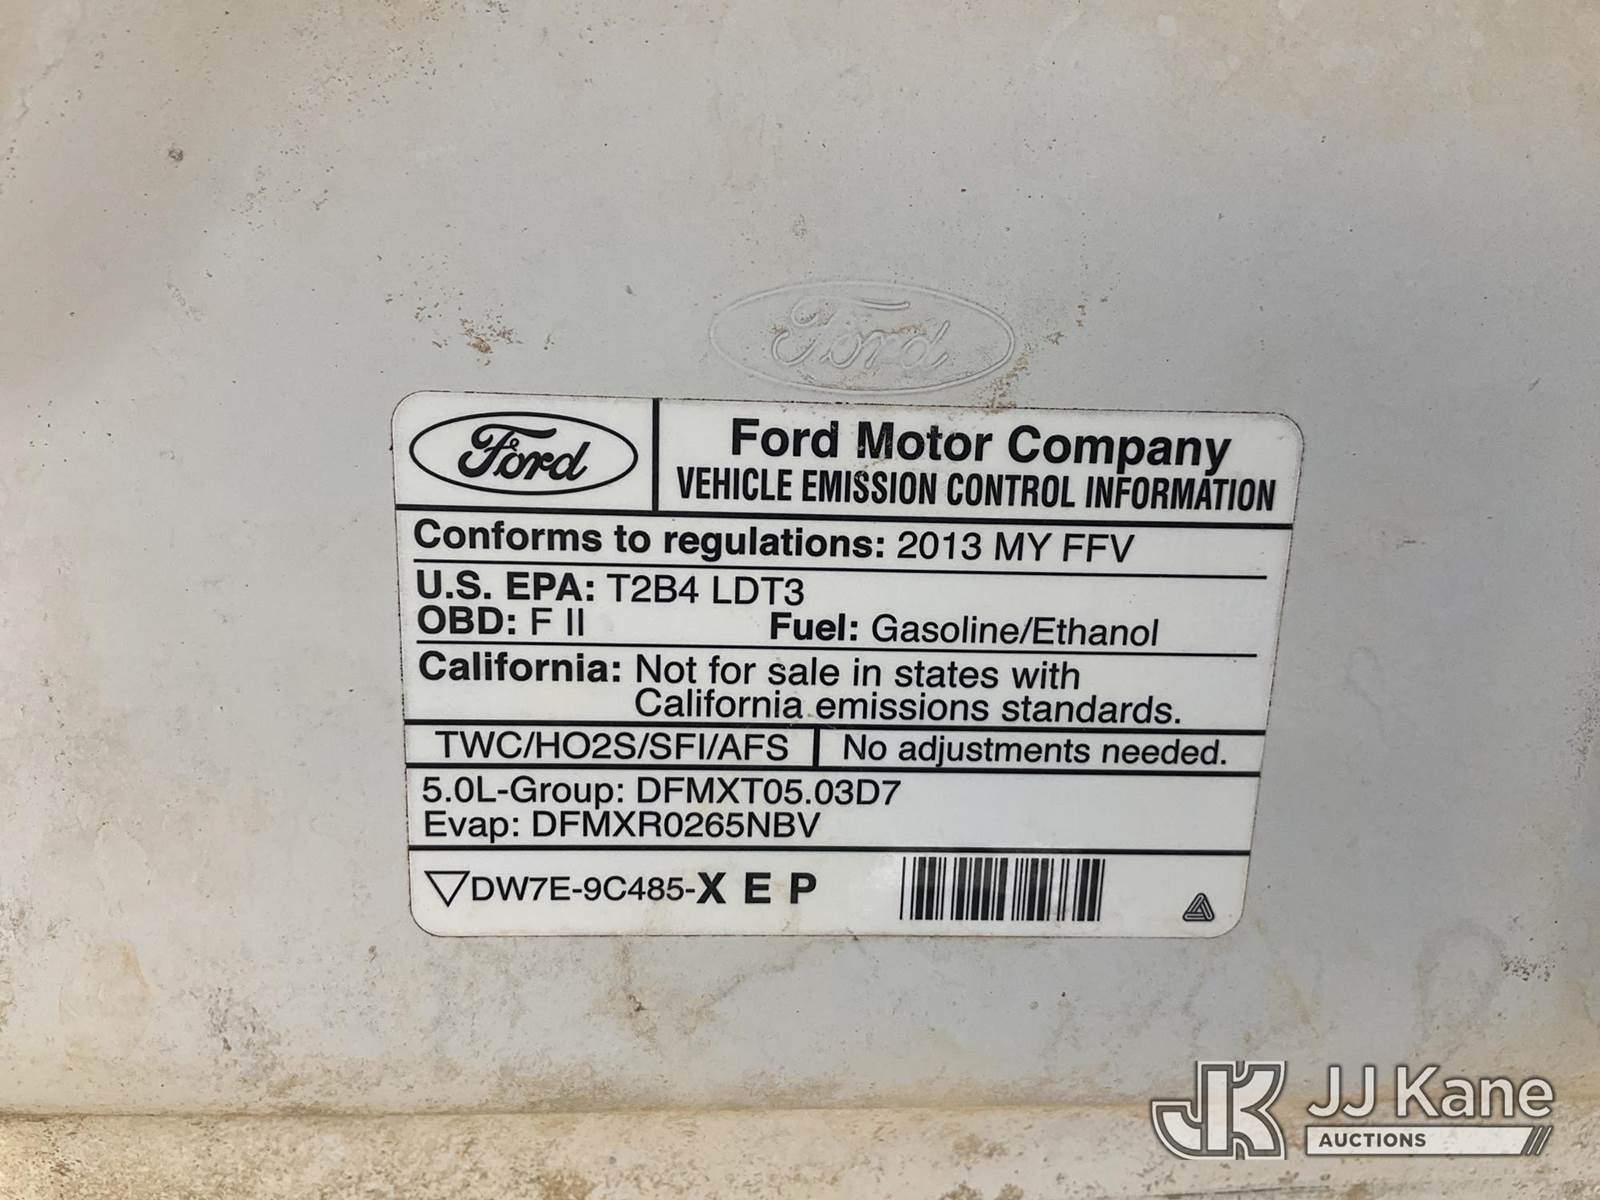 Ford
Ford
Ford Motor Company
VEHICLE EMISSION CONTROL INFORMATION
Conforms to regulations: 2013 MY FFV
U.S. EPA: T2B4 LDT3
OBD: F II Fuel: Gasoline/Ethanol
California: Not for sale in states with
California emissions standards.
TWC/HO2S/SFI/AFS No adjustments needed.
5.0L-Group: DFMXT05.03D7
Evap: DFMXR0265NBV
DW7E-9C485-X E P
JK JJ Kane
AUCTIONS